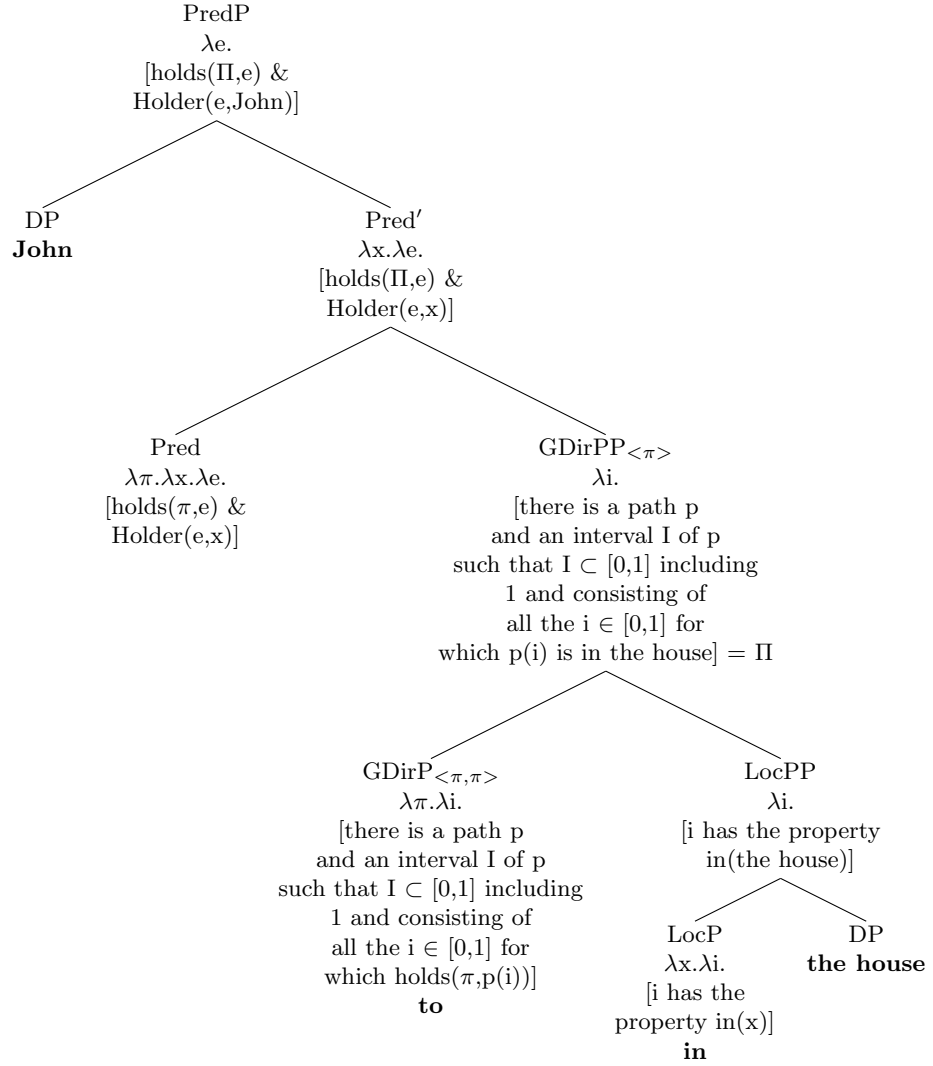 PredP
λe.
[holds(Π,e) &
Holder(e,John)]
DP
John
Pred′
λx.λe.
[holds(Π,e) &
Holder(e,x)]
Pred
λπ.λx.λe.
[holds(π,e) &
Holder(e,x)]
GDirPP<π>
λi.
[there is a path p
and an interval I of p
such that I ⊂ [0,1] including
1 and consisting of
all the i ∈ [0,1] for
which p(i) is in the house] = Π
GDirP<π,π>
λπ.λi.
[there is a path p
and an interval I of p
such that I ⊂ [0,1] including
1 and consisting of
all the i ∈ [0,1] for
which holds(π,p(i))]
to
LocPP
λi.
[i has the property
in(the house)]
LocP
λx.λi.
[i has the
property in(x)]
in
DP
the house